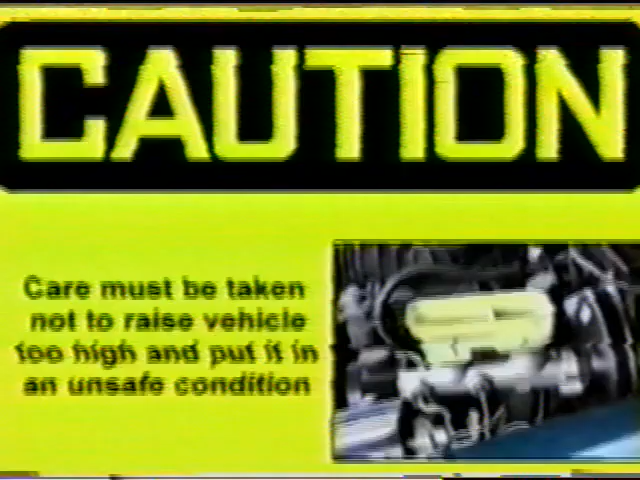 CAUTION
Care must be taken
not to raise vehicle
too high and put it in
an unsafe condition